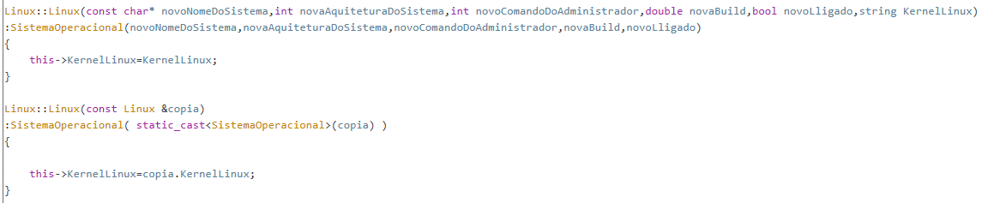 Linux::Linux(const char* novoNomeDoSistema,int novaAquiteturaDoSistema,int novoComandoDoAdministrador,double novaBuild,bool novoLligado,string KernelLinux)
:SistemaOperacional(novoNomeDoSistema,novaAquiteturaDoSistema,novoComandoDoAdministrador,novaBuild,novoLligado)
{
    this->KernelLinux=KernelLinux;
}
Linux::Linux(const Linux &copia)
:SistemaOperacional( static_cast<SistemaOperacional>(copia) )
{
    this->KernelLinux=copia.KernelLinux;
}